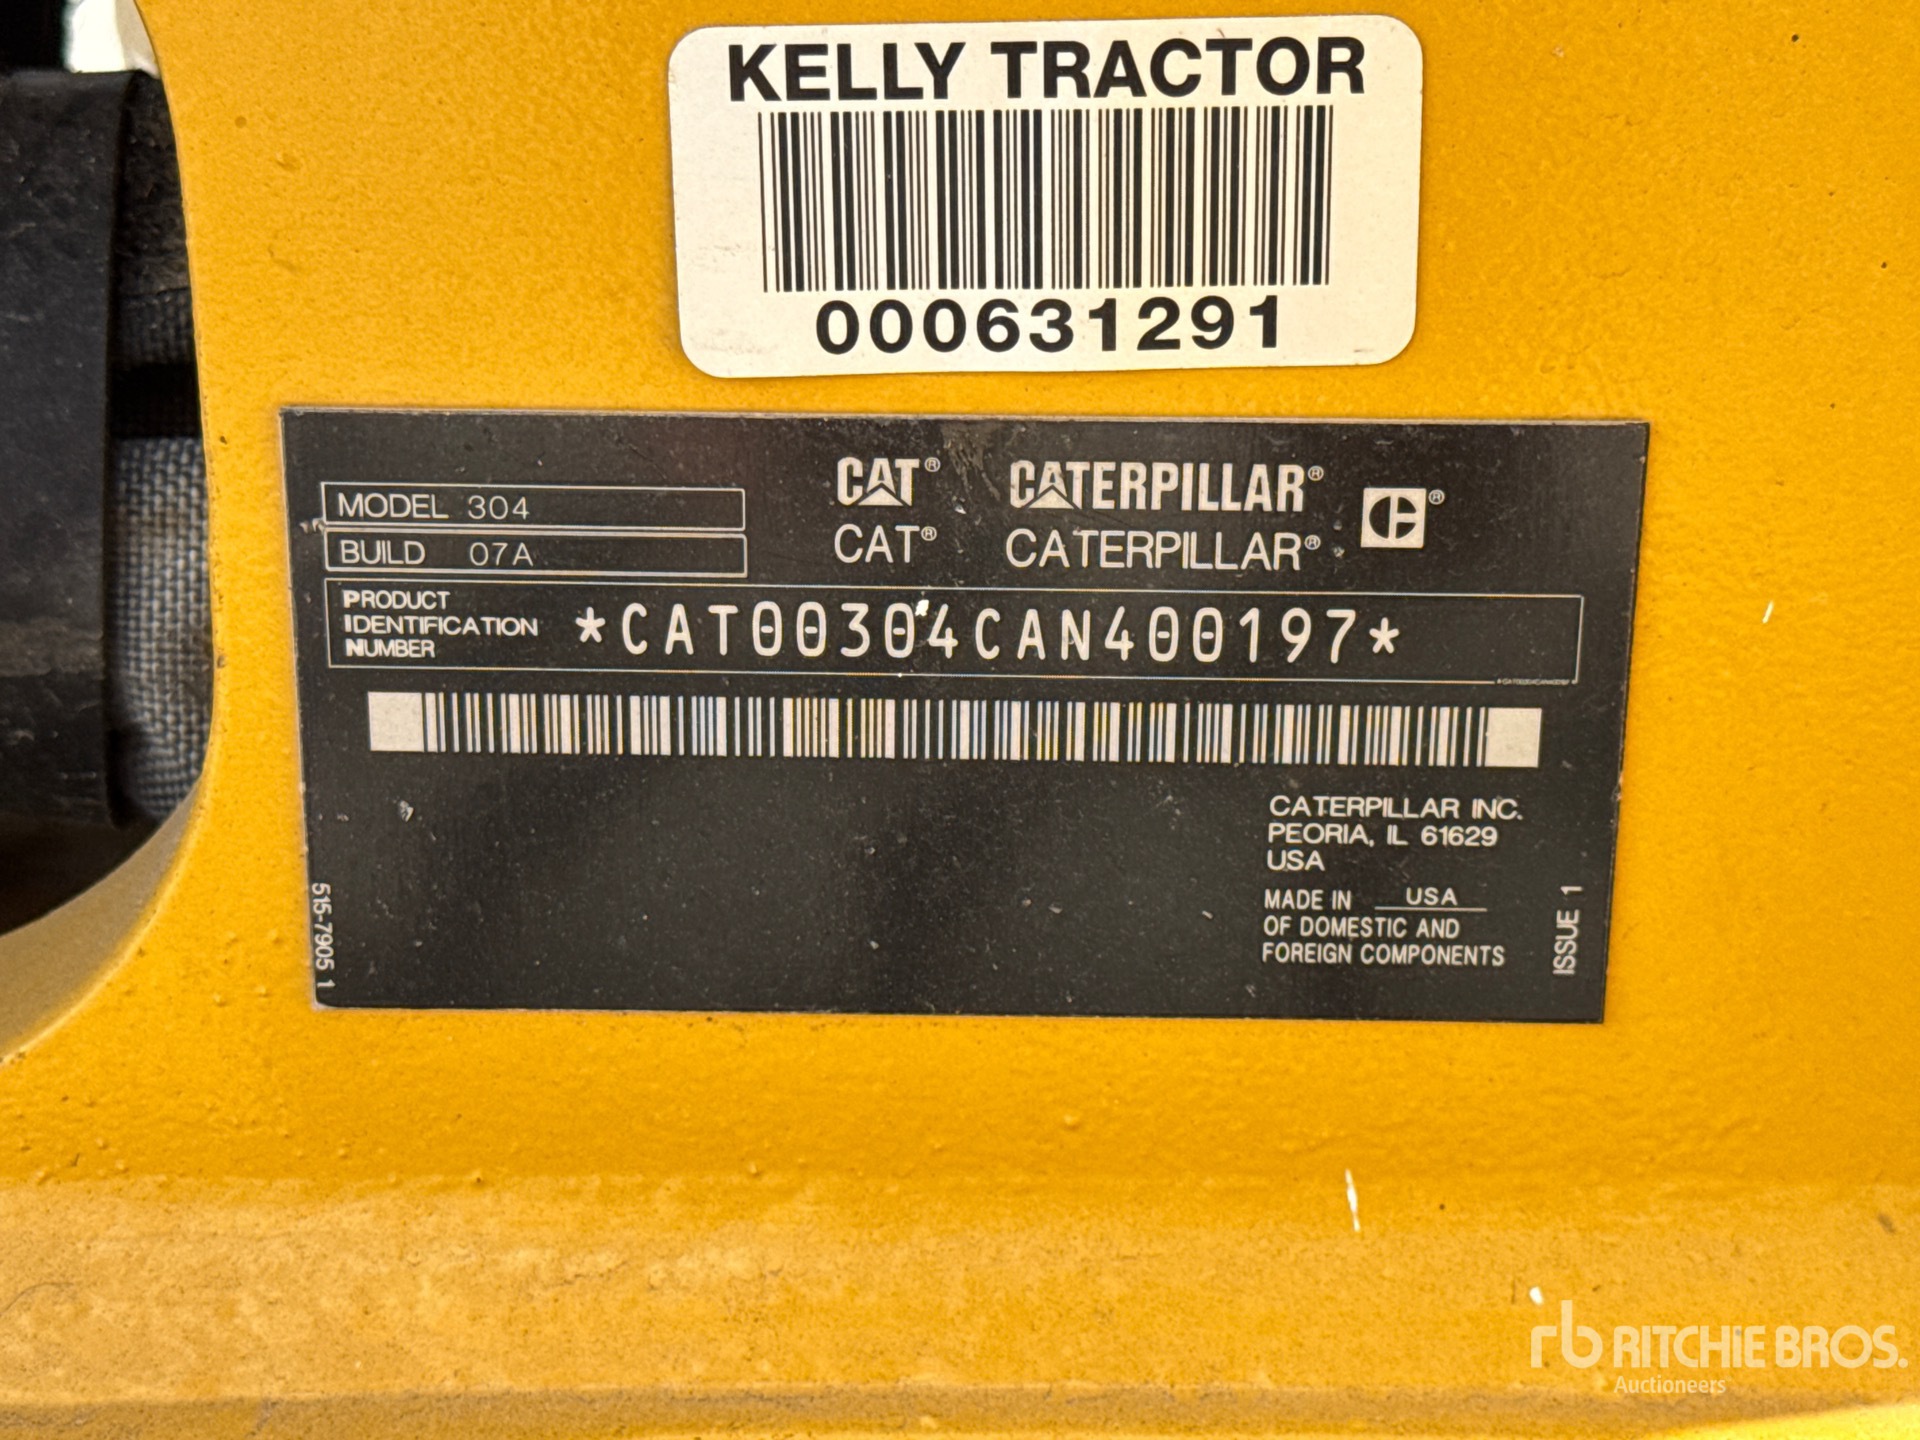 KELLY TRACTOR
000631291
MODEL 304
BUILD 07A
CAT® CATERPILLAR® ®
CAT® CATERPILLAR®
PRODUCT
IDENTIFICATION
NUMBER
*CAT00304CAN400197*
CATERPILLAR INC.
PEORIA, IL 61629
USA
MADE IN USA
OF DOMESTIC AND
FOREIGN COMPONENTS
515-7905 1
ISSUE 1
rb RITCHIE BROS.
Auctioneers